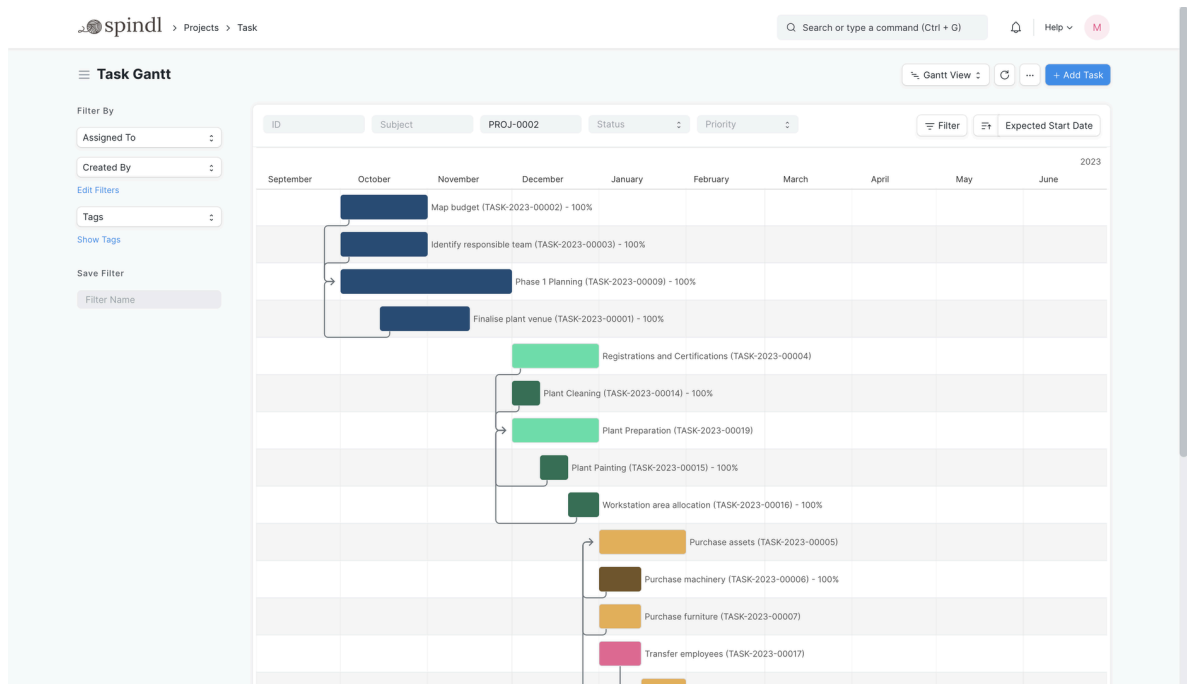 spindl > Projects > Task
Search or type a command (Ctrl + G)
Help
M
Task Gantt
Gantt View
...
+ Add Task
Filter By
Assigned To
Created By
Edit Filters
Tags
Show Tags
Save Filter
Filter Name
ID
Subject
PROJ-0002
Status
Priority
Filter
Expected Start Date
2023
September October November December January February March April May June
Map budget (TASK-2023-00002) - 100%
Identify responsible team (TASK-2023-00003) - 100%
Phase 1 Planning (TASK-2023-00009) - 100%
Finalise plant venue (TASK-2023-00001) - 100%
Registrations and Certifications (TASK-2023-00004)
Plant Cleaning (TASK-2023-00014) - 100%
Plant Preparation (TASK-2023-00019)
Plant Painting (TASK-2023-00015) - 100%
Workstation area allocation (TASK-2023-00016) - 100%
Purchase assets (TASK-2023-00005)
Purchase machinery (TASK-2023-00006) - 100%
Purchase furniture (TASK-2023-00007)
Transfer employees (TASK-2023-00017)